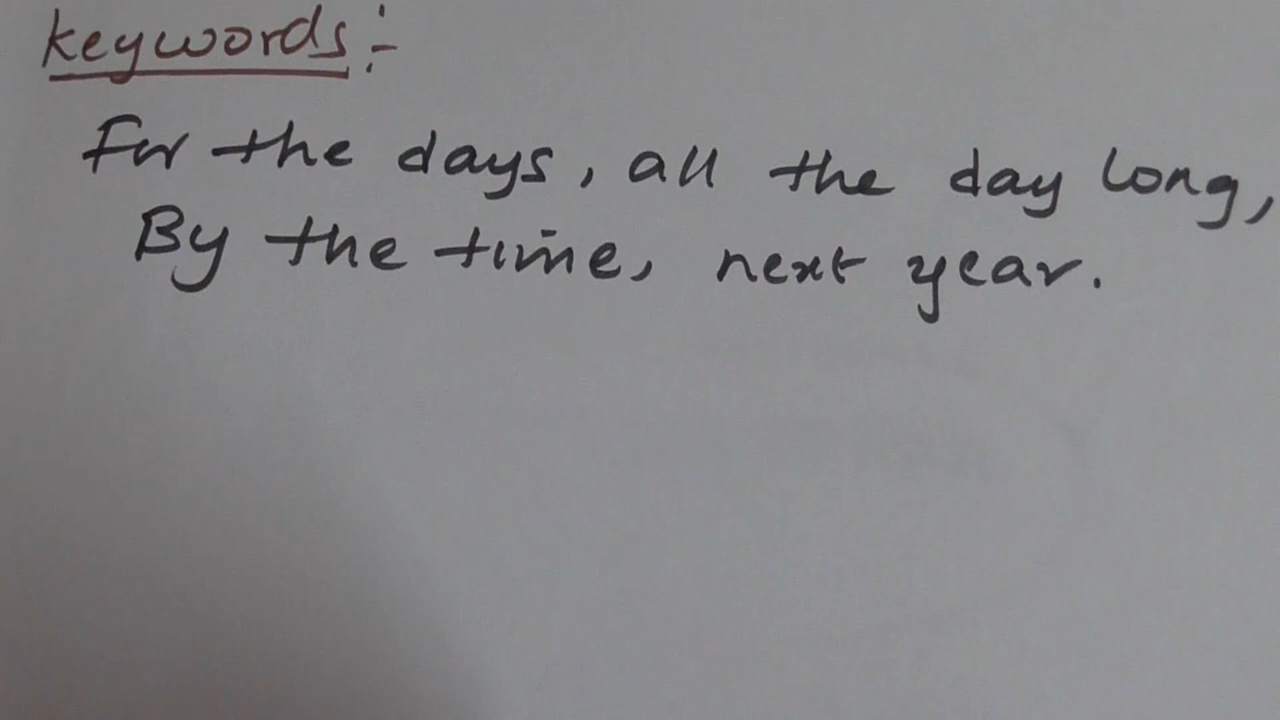 keywords:-
For the days, all the day long,
By the time, next year.